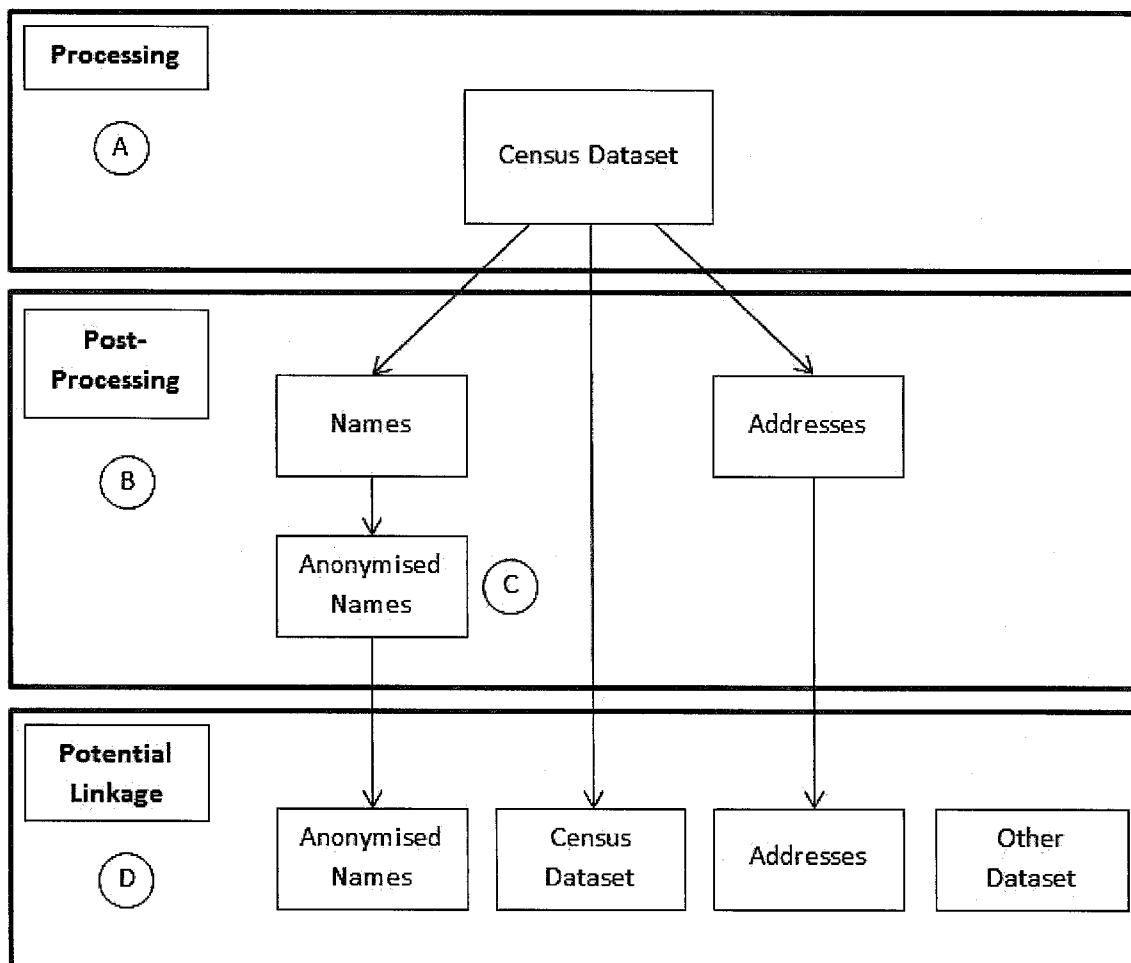 Processing
A
Census Dataset
Post-
Processing
B
Names
Addresses
Anonymised
Names
C
Potential
Linkage
D
Anonymised
Names
Census
Dataset
Addresses
Other
Dataset